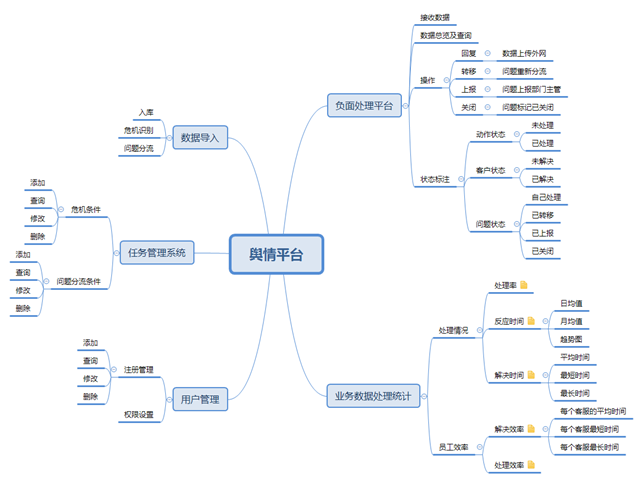 舆情平台
负面处理平台
接收数据
数据总览及查询
操作
回复
数据上传外网
转移
问题重新分流
上报
问题上报部门主管
关闭
问题标记已关闭
状态标注
动作状态
未处理
已处理
客户状态
未解决
已解决
问题状态
自己处理
已转移
已上报
已关闭
业务数据处理统计
处理情况
处理率
反应时间
日均值
月均值
趋势图
解决时间
平均时间
最短时间
最长时间
员工效率
解决效率
每个客服的平均时间
每个客服最短时间
每个客服最长时间
处理效率
数据导入
入库
危机识别
问题分流
任务管理系统
危机条件
添加
查询
修改
删除
问题分流条件
添加
查询
修改
删除
用户管理
注册管理
添加
查询
修改
删除
权限设置